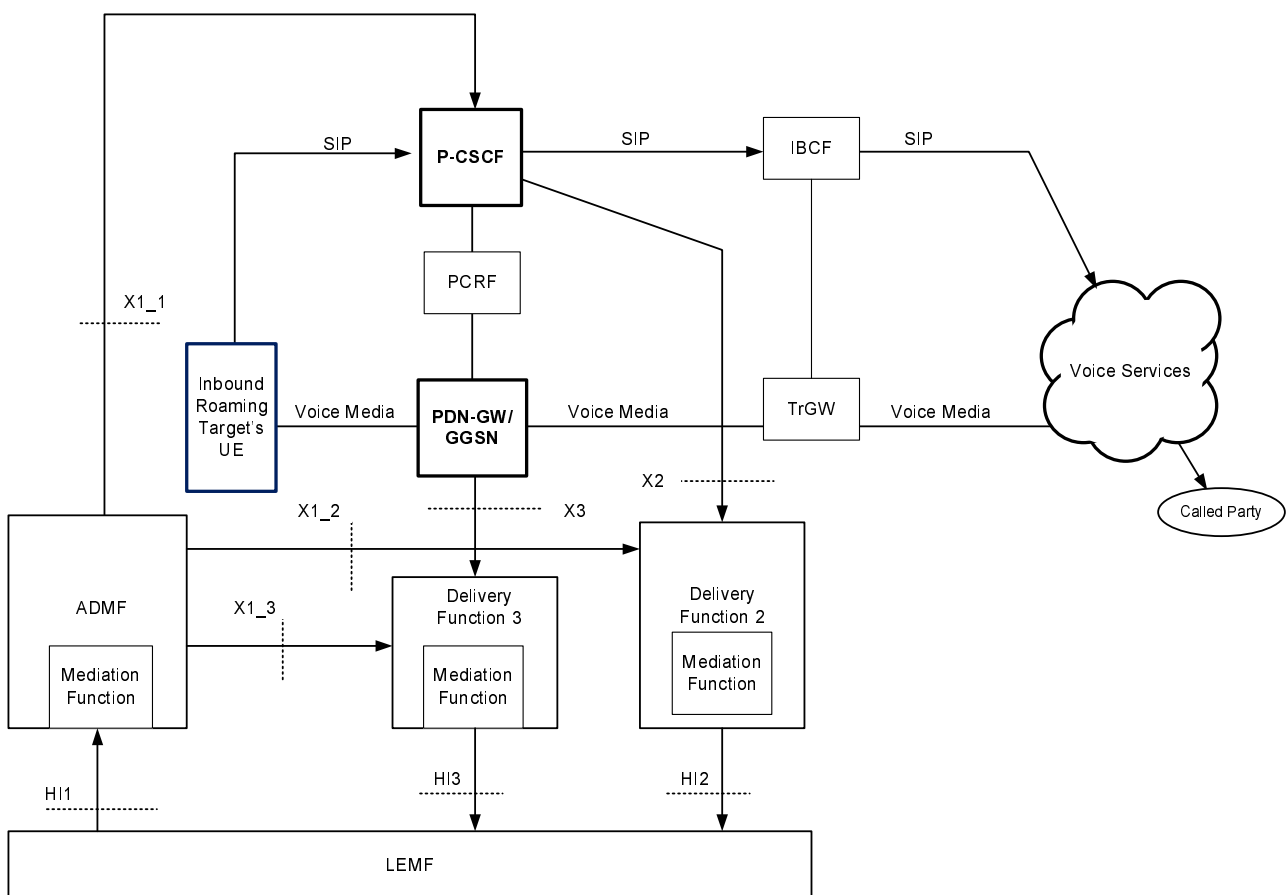 SIP
P-CSCF
SIP
IBCF
SIP
PCRF
X1_1
Inbound
Roaming
Target's
UE
Voice Media
PDN-GW/
GGSN
Voice Media
TrGW
Voice Media
Voice Services
X2
X1_2
X3
Called Party
ADMF
X1_3
Delivery
Function 3
Delivery
Function 2
Mediation
Function
Mediation
Function
Mediation
Function
HI1
HI3
HI2
LEMF